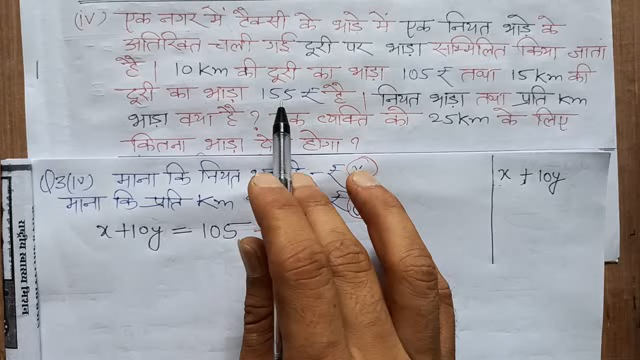 (iv) एक नगर में टैक्सी के भाड़े में एक नियत भाड़े के
अतिरिक्त चली गई दूरी पर भाड़ा सम्मिलित किया जाता
है। 10 km की दूरी का भाड़ा 105 ₹ तथा 15 km की
दूरी का भाड़ा 155 ₹ है। नियत भाड़ा तथा प्रति km
भाड़ा क्या है? एक व्यक्ति को 25 km के लिए
कितना भाड़ा देना होगा?
Q3(iv) माना कि नियत ₹ x
माना कि प्रति km ₹
x + 10y = 105
x + 10y
राष्ट्रीय स्वास्थ्य मिशन